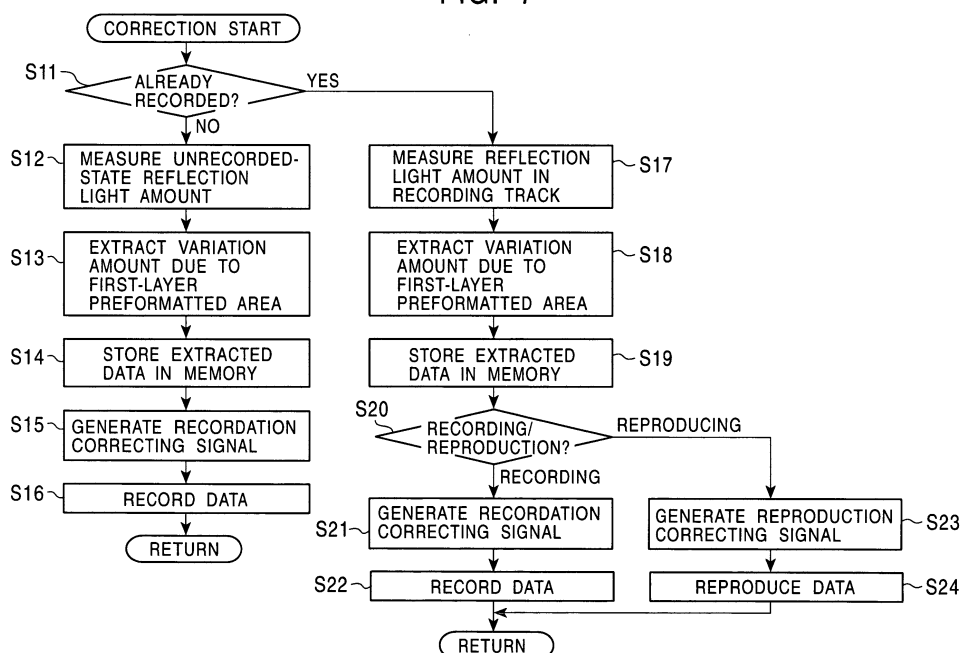 CORRECTION START
S11
ALREADY
RECORDED?
YES
NO
S12
MEASURE UNRECORDED-
STATE REFLECTION
LIGHT AMOUNT
S13
EXTRACT VARIATION
AMOUNT DUE TO
FIRST-LAYER
PREFORMATTED AREA
S14
STORE EXTRACTED
DATA IN MEMORY
S15
GENERATE RECORDATION
CORRECTING SIGNAL
S16
RECORD DATA
RETURN
MEASURE REFLECTION
LIGHT AMOUNT IN
RECORDING TRACK
S17
EXTRACT VARIATION
AMOUNT DUE TO
FIRST-LAYER
PREFORMATTED AREA
S18
STORE EXTRACTED
DATA IN MEMORY
S19
S20
RECORDING/
REPRODUCTION?
REPRODUCING
RECORDING
S21
GENERATE RECORDATION
CORRECTING SIGNAL
S22
RECORD DATA
GENERATE REPRODUCTION
CORRECTING SIGNAL
S23
REPRODUCE DATA
S24
RETURN